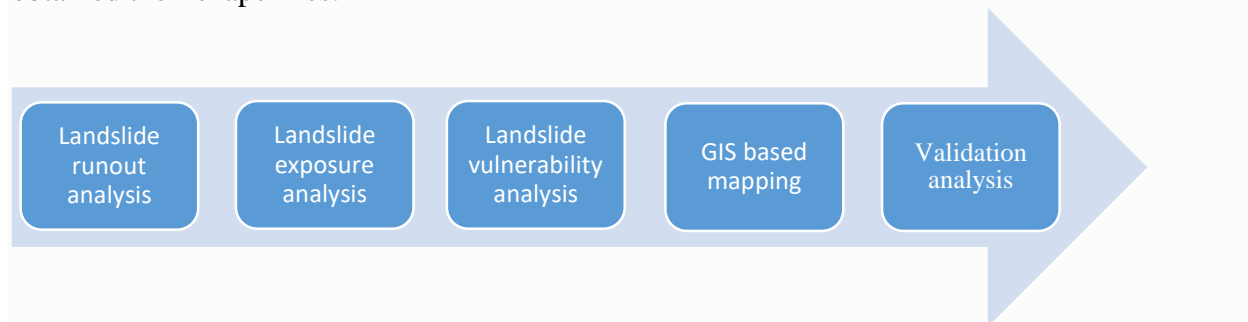 Landslide
runout
analysis
Landslide
exposure
analysis
Landslide
vulnerability
analysis
GIS based
mapping
Validation
analysis